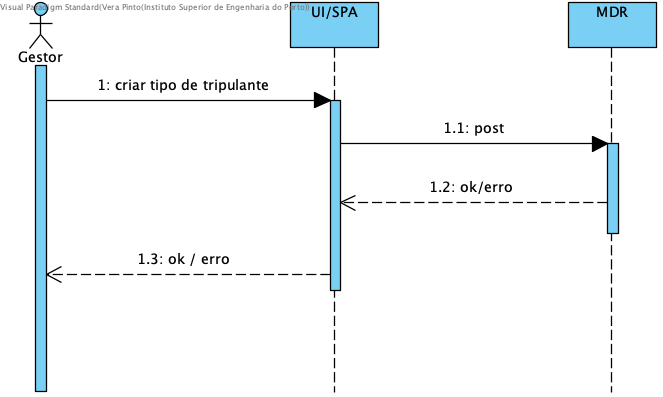 Visual Paradigm Standard(Vera Pinto(Instituto Superior de Engenharia do Porto))
UI/SPA
MDR
Gestor
1: criar tipo de tripulante
1.1: post
1.2: ok/erro
1.3: ok / erro